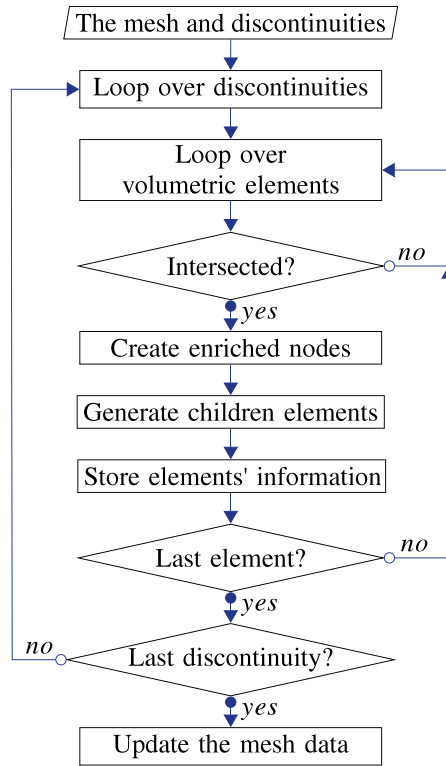 The mesh and discontinuities
Loop over discontinuities
Loop over
volumetric elements
Intersected?
no
yes
Create enriched nodes
Generate children elements
Store elements' information
Last element?
no
yes
Last discontinuity?
no
yes
Update the mesh data